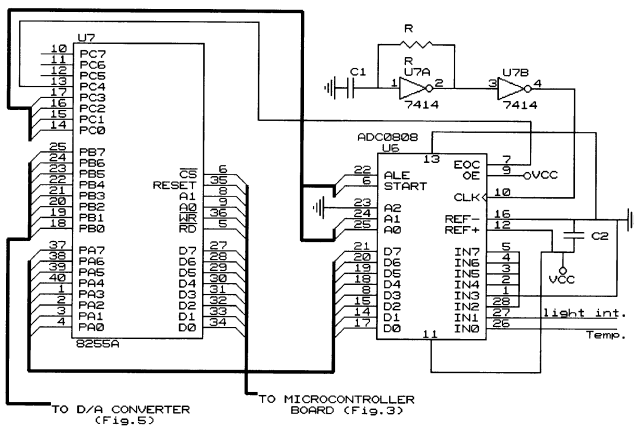 U7
10 PC7
11 PC6
12 PC5
13 PC4
17 PC3
16 PC2
15 PC1
14 PC0
25 PB7
24 PB6
23 PB5
22 PB4
21 PB3
20 PB2
19 PB1
18 PB0
37 PA7
38 PA6
39 PA5
40 PA4
1 PA3
2 PA2
3 PA1
4 PA0
CS 6
RESET 35
A1 8
A0 9
WR 36
RD 5
D7 27
D6 28
D5 29
D4 30
D3 31
D2 32
D1 33
D0 34
8255A
R
R
C1
U7A
1 2
7414
U7B
3 4
7414
ADC0808
U6
13
22 ALE
6 START
23 A2
24 A1
25 A0
21 D7
20 D6
19 D5
18 D4
8 D3
15 D2
14 D1
17 D0
EOC 7
OE 9 VCC
CLK 10
REF- 16
REF+ 12
IN7 5
IN6 4
IN5 3
IN4 2
IN3 1
IN2 28
IN1 27 light int.
IN0 26 Temp.
11
C2
VCC
TO D/A CONVERTER
(Fig.5)
TO MICROCONTROLLER
BOARD (Fig.3)